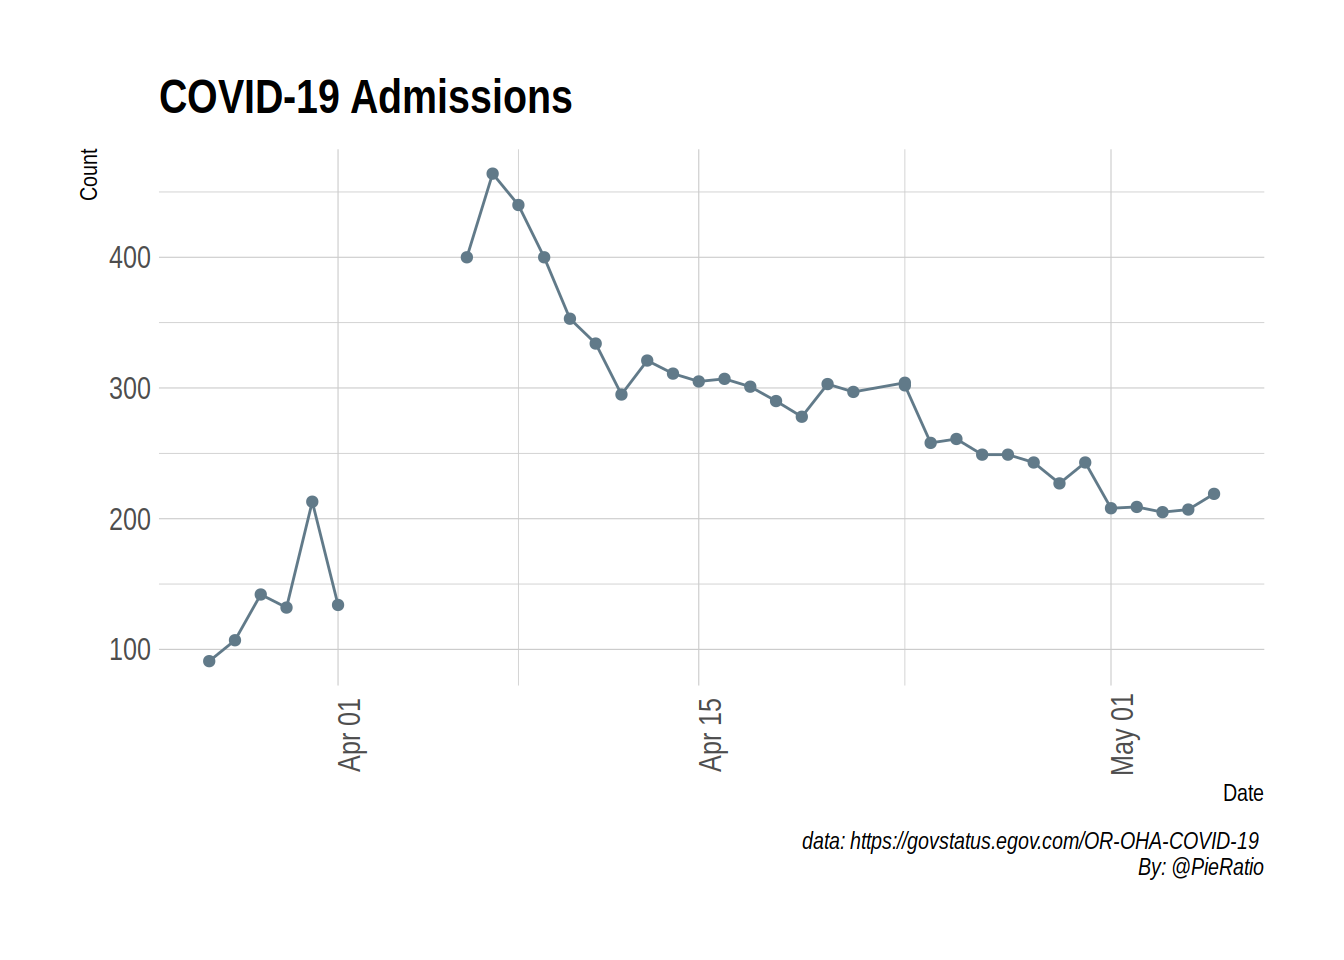 COVID-19 Admissions
Count
400
300
200
100
Apr 01
Apr 15
May 01
Date
data: https://govstatus.egov.com/OR-OHA-COVID-19
By: @PieRatio